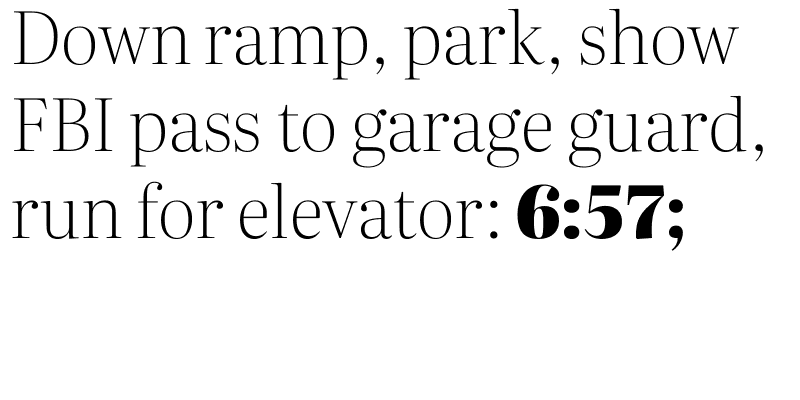 Down ramp, park, show
FBI pass to garage guard,
run for elevator: 6:57;